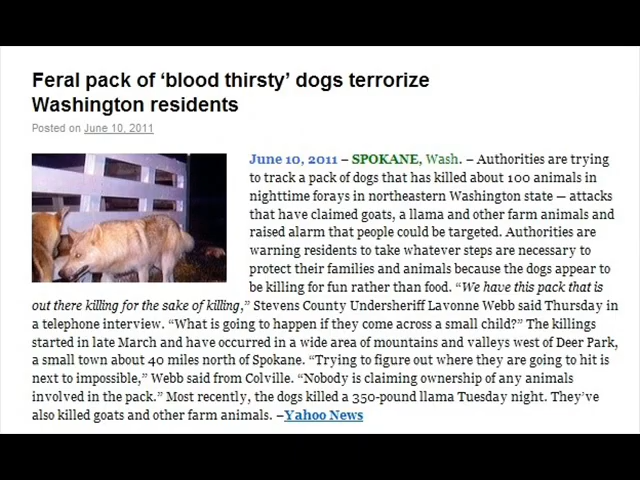 Feral pack of ‘blood thirsty’ dogs terrorize
Washington residents
Posted on June 10, 2011
June 10, 2011 – SPOKANE, Wash. – Authorities are trying
to track a pack of dogs that has killed about 100 animals in
nighttime forays in northeastern Washington state — attacks
that have claimed goats, a llama and other farm animals and
raised alarm that people could be targeted. Authorities are
warning residents to take whatever steps are necessary to
protect their families and animals because the dogs appear to
be killing for fun rather than food. “We have this pack that is
out there killing for the sake of killing,” Stevens County Undersheriff Lavonne Webb said Thursday in
a telephone interview. “What is going to happen if they come across a small child?” The killings
started in late March and have occurred in a wide area of mountains and valleys west of Deer Park,
a small town about 40 miles north of Spokane. “Trying to figure out where they are going to hit is
next to impossible,” Webb said from Colville. “Nobody is claiming ownership of any animals
involved in the pack.” Most recently, the dogs killed a 350-pound llama Tuesday night. They’ve
also killed goats and other farm animals. –Yahoo News